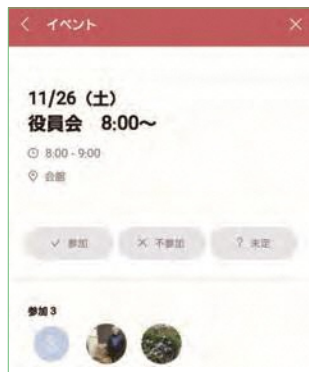 イベント
11/26（土）
役員会 8:00〜
8:00 - 9:00
会館
参加
不参加
? 未定
参加 3